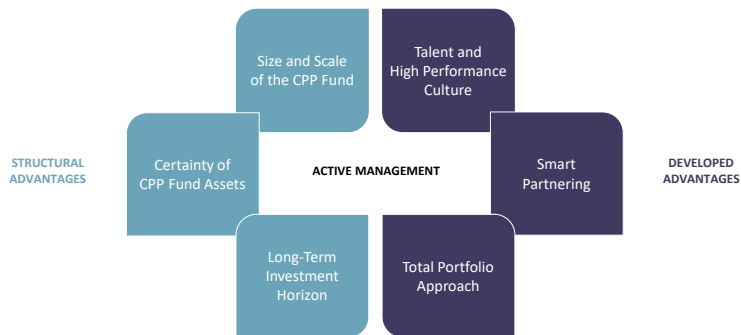 Size and Scale
of the CPP Fund
Talent and
High Performance
Culture
STRUCTURAL
ADVANTAGES
Certainty of
CPP Fund Assets
ACTIVE MANAGEMENT
Smart
Partnering
DEVELOPED
ADVANTAGES
Long-Term
Investment
Horizon
Total Portfolio
Approach